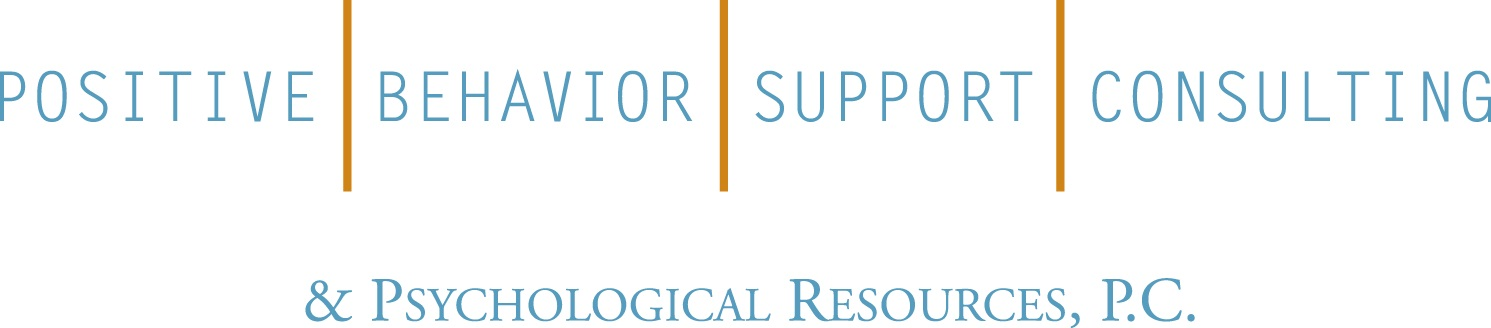 POSITIVE BEHAVIOR SUPPORT CONSULTING
& PSYCHOLOGICAL RESOURCES, P.C.